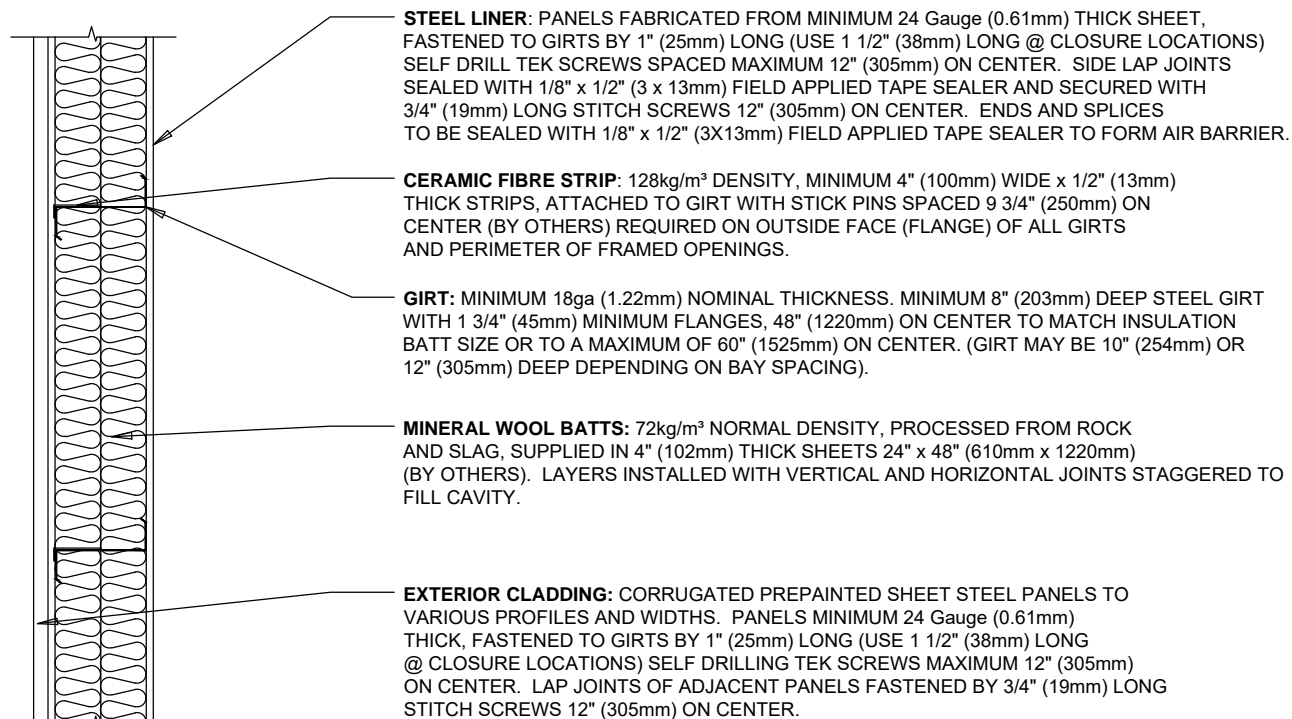 STEEL LINER: PANELS FABRICATED FROM MINIMUM 24 Gauge (0.61mm) THICK SHEET,
FASTENED TO GIRTS BY 1" (25mm) LONG (USE 1 1/2" (38mm) LONG @ CLOSURE LOCATIONS)
SELF DRILL TEK SCREWS SPACED MAXIMUM 12" (305mm) ON CENTER. SIDE LAP JOINTS
SEALED WITH 1/8" x 1/2" (3 x 13mm) FIELD APPLIED TAPE SEALER AND SECURED WITH
3/4" (19mm) LONG STITCH SCREWS 12" (305mm) ON CENTER. ENDS AND SPLICES
TO BE SEALED WITH 1/8" x 1/2" (3X13mm) FIELD APPLIED TAPE SEALER TO FORM AIR BARRIER.
CERAMIC FIBRE STRIP: 128kg/m³ DENSITY, MINIMUM 4" (100mm) WIDE x 1/2" (13mm)
THICK STRIPS, ATTACHED TO GIRT WITH STICK PINS SPACED 9 3/4" (250mm) ON
CENTER (BY OTHERS) REQUIRED ON OUTSIDE FACE (FLANGE) OF ALL GIRTS
AND PERIMETER OF FRAMED OPENINGS.
GIRT: MINIMUM 18ga (1.22mm) NOMINAL THICKNESS. MINIMUM 8" (203mm) DEEP STEEL GIRT
WITH 1 3/4" (45mm) MINIMUM FLANGES, 48" (1220mm) ON CENTER TO MATCH INSULATION
BATT SIZE OR TO A MAXIMUM OF 60" (1525mm) ON CENTER. (GIRT MAY BE 10" (254mm) OR
12" (305mm) DEEP DEPENDING ON BAY SPACING).
MINERAL WOOL BATTS: 72kg/m³ NORMAL DENSITY, PROCESSED FROM ROCK
AND SLAG, SUPPLIED IN 4" (102mm) THICK SHEETS 24" x 48" (610mm x 1220mm)
(BY OTHERS). LAYERS INSTALLED WITH VERTICAL AND HORIZONTAL JOINTS STAGGERED TO
FILL CAVITY.
EXTERIOR CLADDING: CORRUGATED PREPAINTED SHEET STEEL PANELS TO
VARIOUS PROFILES AND WIDTHS. PANELS MINIMUM 24 Gauge (0.61mm)
THICK, FASTENED TO GIRTS BY 1" (25mm) LONG (USE 1 1/2" (38mm) LONG
@ CLOSURE LOCATIONS) SELF DRILLING TEK SCREWS MAXIMUM 12" (305mm)
ON CENTER. LAP JOINTS OF ADJACENT PANELS FASTENED BY 3/4" (19mm) LONG
STITCH SCREWS 12" (305mm) ON CENTER.